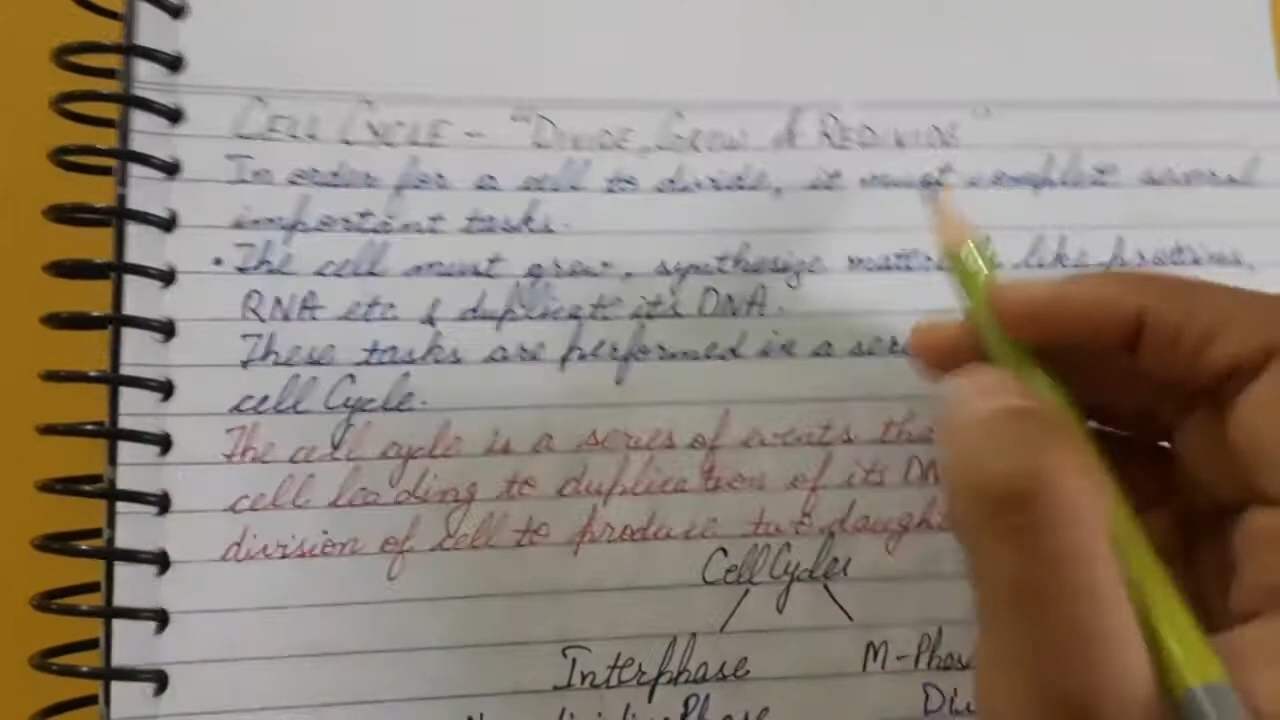 CELL CYCLE - "DIVIDE, GROW & REDIVIDE"
In order for a cell to divide, it must complete several
important tasks.
• The cell must grow, synthesize like proteins,
RNA etc & duplicate it's DNA.
These tasks are performed in a
cell Cycle.
The cell cycle is a series of events
cell leading to duplication of its
division of cell to produce two
Cell Cycle
Interphase M-Phase